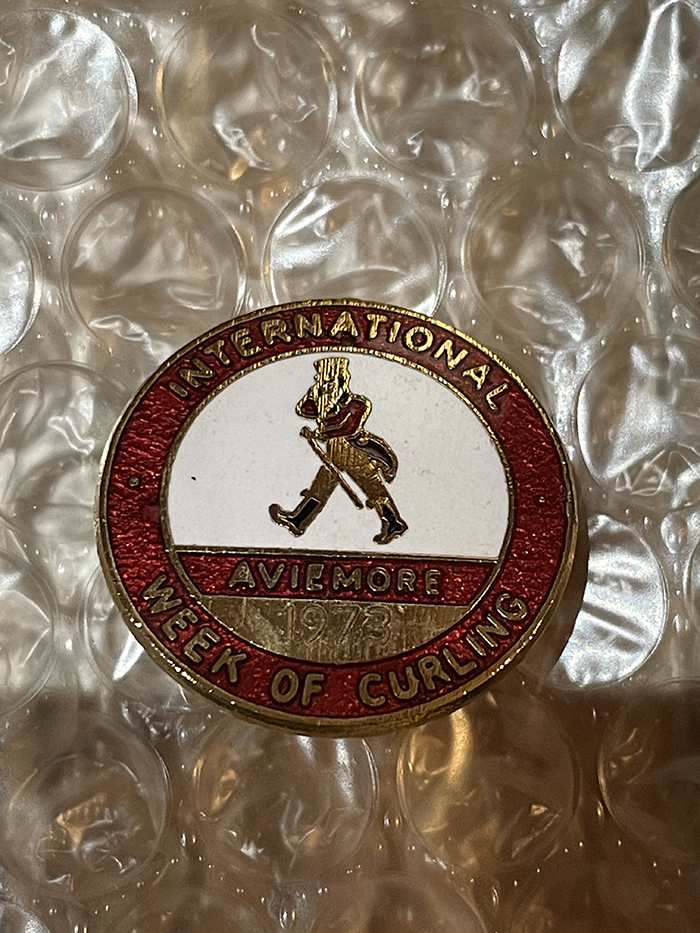 INTERNATIONAL
AVIEMORE
1973
WEEK OF CURLING